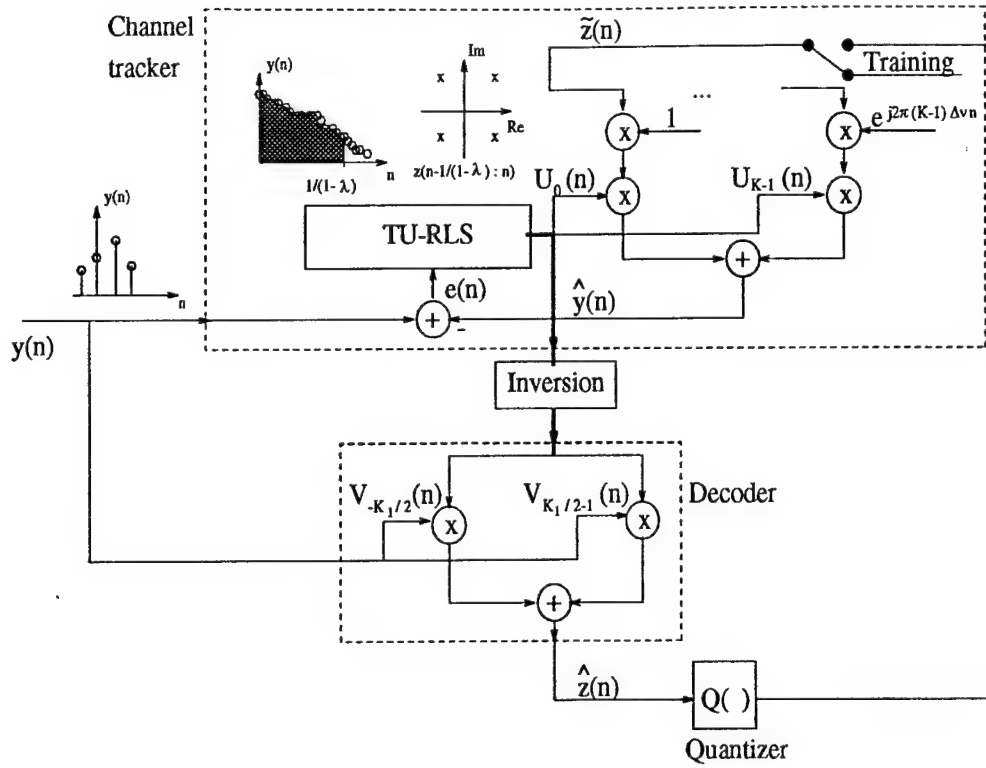 Channel
tracker
z̃(n)
Training
y(n)
Im
x x
Re
x x
n
1/(1-λ)
z(n-1/(1-λ) : n)
...
x
1
x
e^{j2π(K-1) Δνn}
U_0(n)
x
U_{K-1}(n)
x
TU-RLS
+
y(n)
n
e(n)
ŷ(n)
+
-
y(n)
Inversion
V_{-K_1/2}(n)
x
V_{K_1/2-1}(n)
x
Decoder
+
ẑ(n)
Q( )
Quantizer